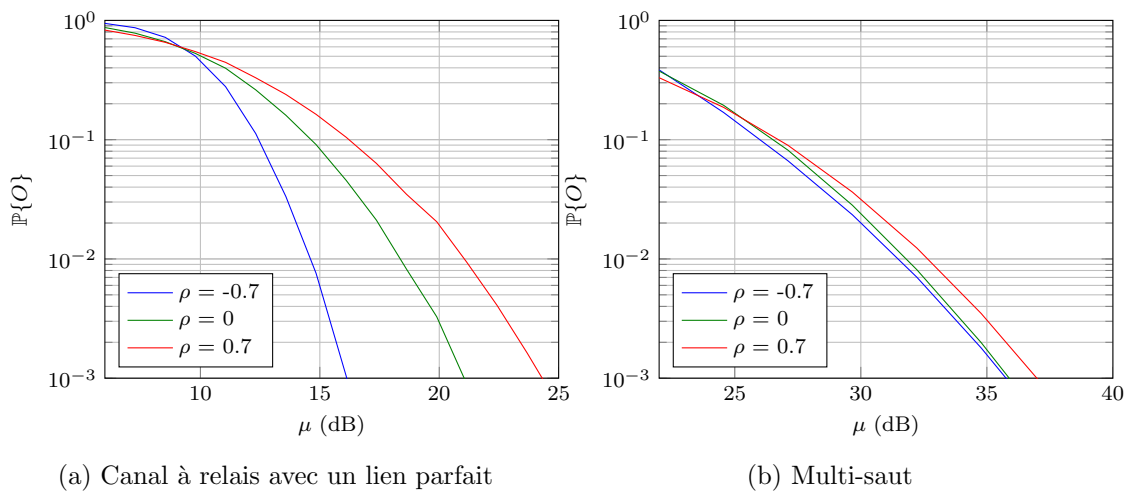 10^0
10^-1
10^-2
10^-3
ℙ{O}
ρ = -0.7
ρ = 0
ρ = 0.7
10 15 20 25
μ (dB)
(a) Canal à relais avec un lien parfait
10^0
10^-1
10^-2
10^-3
ℙ{O}
ρ = -0.7
ρ = 0
ρ = 0.7
25 30 35 40
μ (dB)
(b) Multi-saut